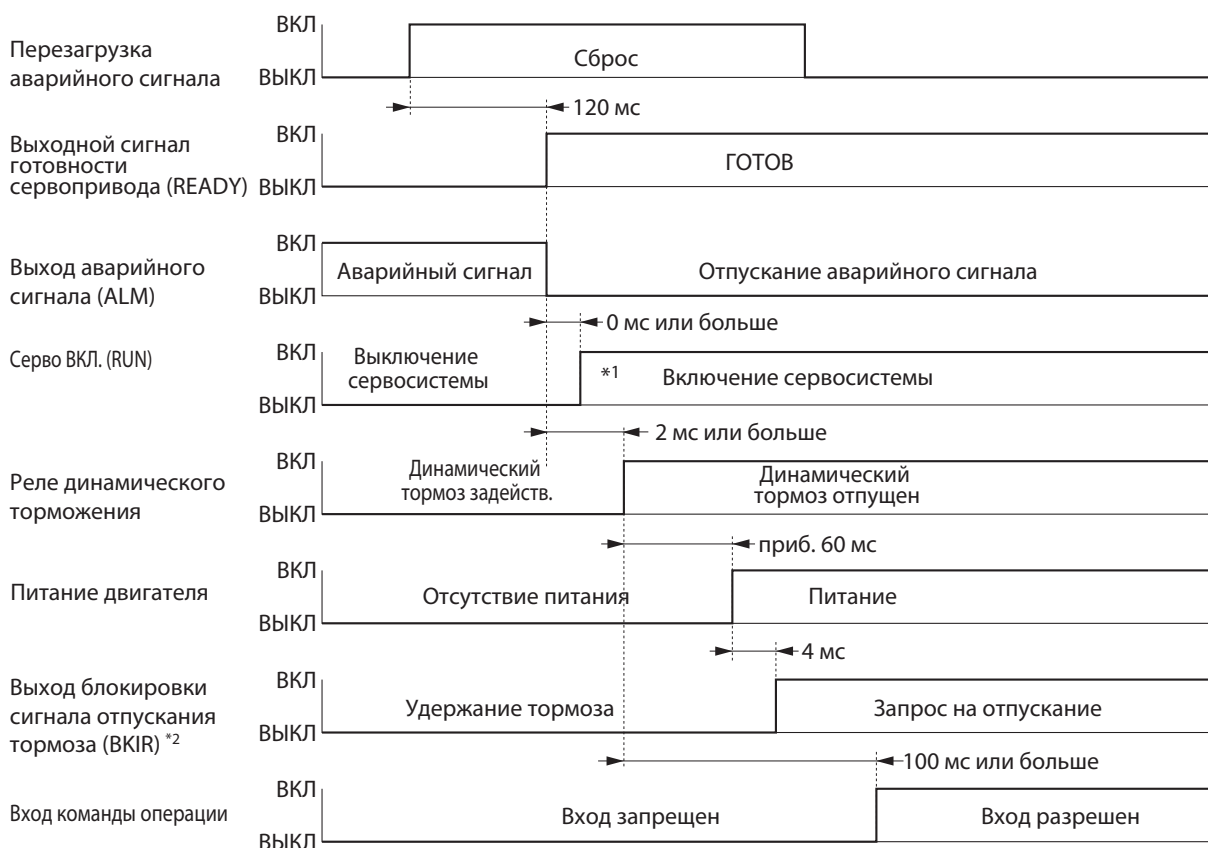 ВКЛ
Перезагрузка
аварийного сигнала
Сброс
ВЫКЛ
120 мс
ВКЛ
Выходной сигнал
готовности
сервопривода (READY)
ГОТОВ
ВЫКЛ
ВКЛ
Выход аварийного
сигнала (ALM)
Аварийный сигнал
Отпускание аварийного сигнала
ВЫКЛ
0 мс или больше
Серво ВКЛ. (RUN)
ВКЛ
Выключение
сервосистемы
*1
Включение сервосистемы
ВЫКЛ
2 мс или больше
ВКЛ
Реле динамического
торможения
Динамический
тормоз задейств.
Динамический
тормоз отпущен
ВЫКЛ
приб. 60 мс
ВКЛ
Питание двигателя
Отсутствие питания
Питание
ВЫКЛ
4 мс
ВКЛ
Выход блокировки
сигнала отпускания
тормоза (BKIR) *2
Удержание тормоза
Запрос на отпускание
ВЫКЛ
100 мс или больше
ВКЛ
Вход команды операции
Вход запрещен
Вход разрешен
ВЫКЛ